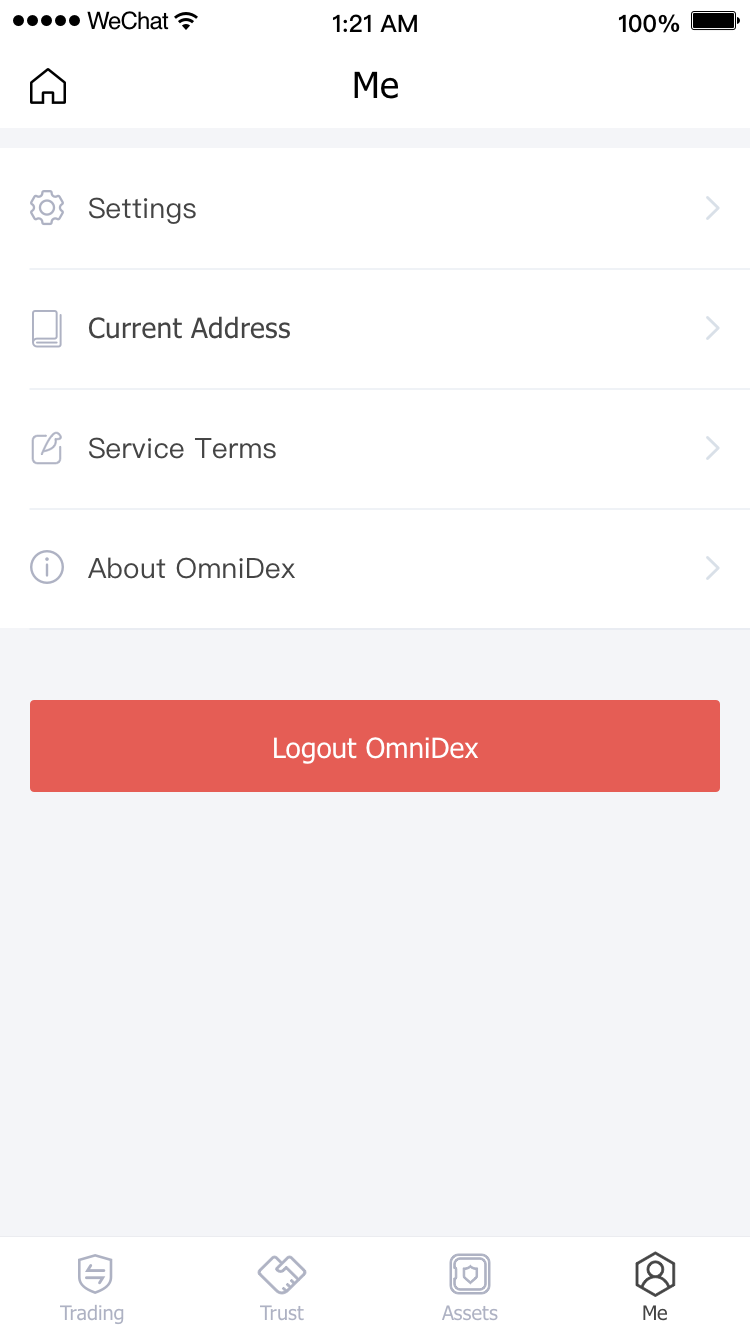 WeChat 1:21 AM 100%
Me
Settings
Current Address
Service Terms
About OmniDex
Logout OmniDex
Trading Trust Assets Me